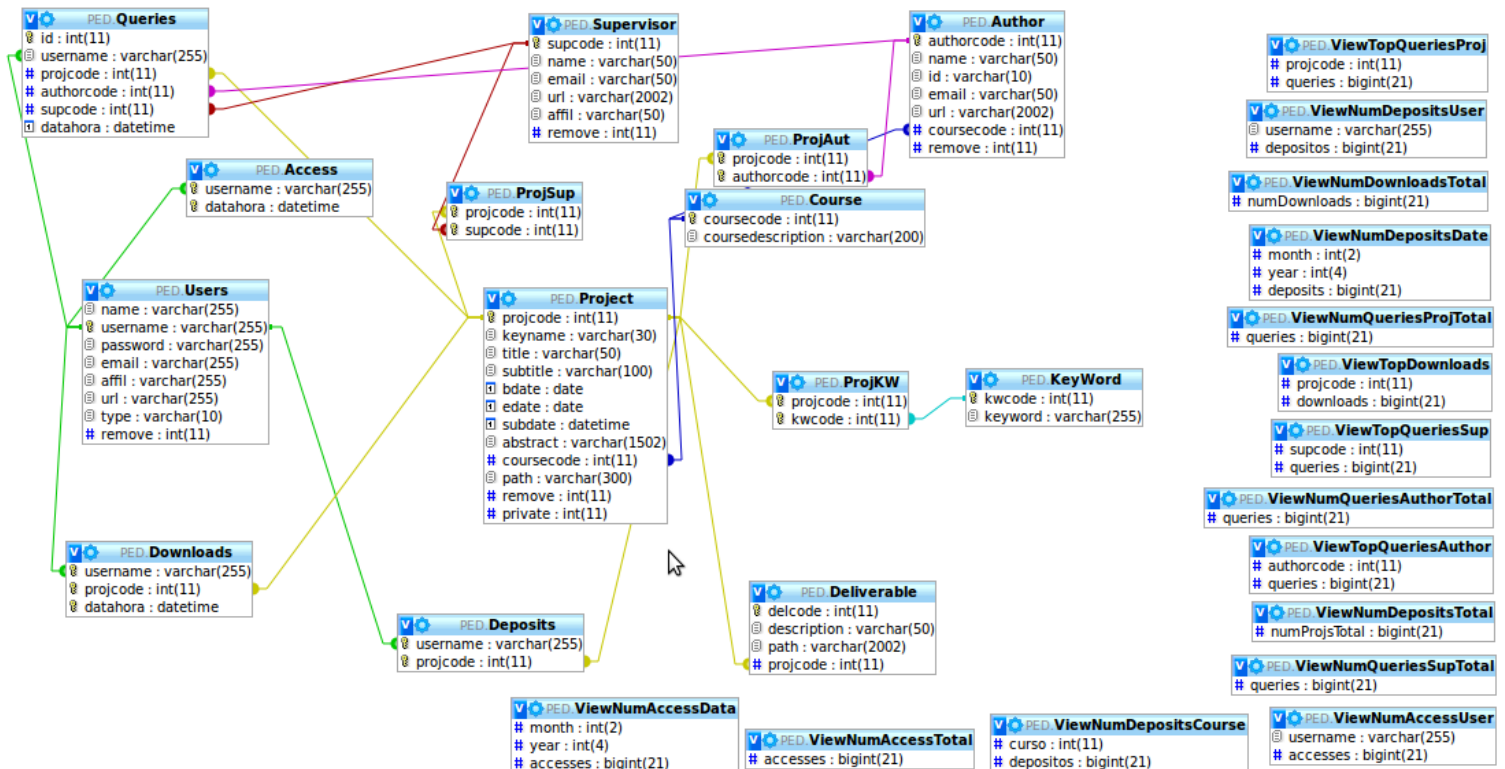 PED.Queries
id : int(11)
username : varchar(255)
projcode : int(11)
authorcode : int(11)
supcode : int(11)
datahora : datetime
PED.Supervisor
supcode : int(11)
name : varchar(50)
email : varchar(50)
url : varchar(2002)
affil : varchar(50)
remove : int(11)
PED.Author
authorcode : int(11)
name : varchar(50)
id : varchar(10)
email : varchar(50)
url : varchar(2002)
coursecode : int(11)
remove : int(11)
PED.Access
username : varchar(255)
datahora : datetime
PED.ProjSup
projcode : int(11)
supcode : int(11)
PED.ProjAut
projcode : int(11)
authorcode : int(11)
PED.Course
coursecode : int(11)
coursedescription : varchar(200)
PED.Users
name : varchar(255)
username : varchar(255)
password : varchar(255)
email : varchar(255)
affil : varchar(255)
url : varchar(255)
type : varchar(10)
remove : int(11)
PED.Project
projcode : int(11)
keyname : varchar(30)
title : varchar(50)
subtitle : varchar(100)
bdate : date
edate : date
subdate : datetime
abstract : varchar(1502)
coursecode : int(11)
path : varchar(300)
remove : int(11)
private : int(11)
PED.ProjKW
projcode : int(11)
kwcode : int(11)
PED.KeyWord
kwcode : int(11)
keyword : varchar(255)
PED.Downloads
username : varchar(255)
projcode : int(11)
datahora : datetime
PED.Deposits
username : varchar(255)
projcode : int(11)
PED.Deliverable
delcode : int(11)
description : varchar(50)
path : varchar(2002)
projcode : int(11)
PED.ViewTopQueriesProj
projcode : int(11)
queries : bigint(21)
PED.ViewNumDepositsUser
username : varchar(255)
depositos : bigint(21)
PED.ViewNumDownloadsTotal
numDownloads : bigint(21)
PED.ViewNumDepositsDate
month : int(2)
year : int(4)
deposits : bigint(21)
PED.ViewNumQueriesProjTotal
queries : bigint(21)
PED.ViewTopDownloads
projcode : int(11)
downloads : bigint(21)
PED.ViewTopQueriesSup
supcode : int(11)
queries : bigint(21)
PED.ViewNumQueriesAuthorTotal
queries : bigint(21)
PED.ViewTopQueriesAuthor
authorcode : int(11)
queries : bigint(21)
PED.ViewNumDepositsTotal
numProjsTotal : bigint(21)
PED.ViewNumQueriesSupTotal
queries : bigint(21)
PED.ViewNumAccessData
month : int(2)
year : int(4)
accesses : bigint(21)
PED.ViewNumAccessTotal
accesses : bigint(21)
PED.ViewNumDepositsCourse
curso : int(11)
depositos : bigint(21)
PED.ViewNumAccessUser
username : varchar(255)
accesses : bigint(21)